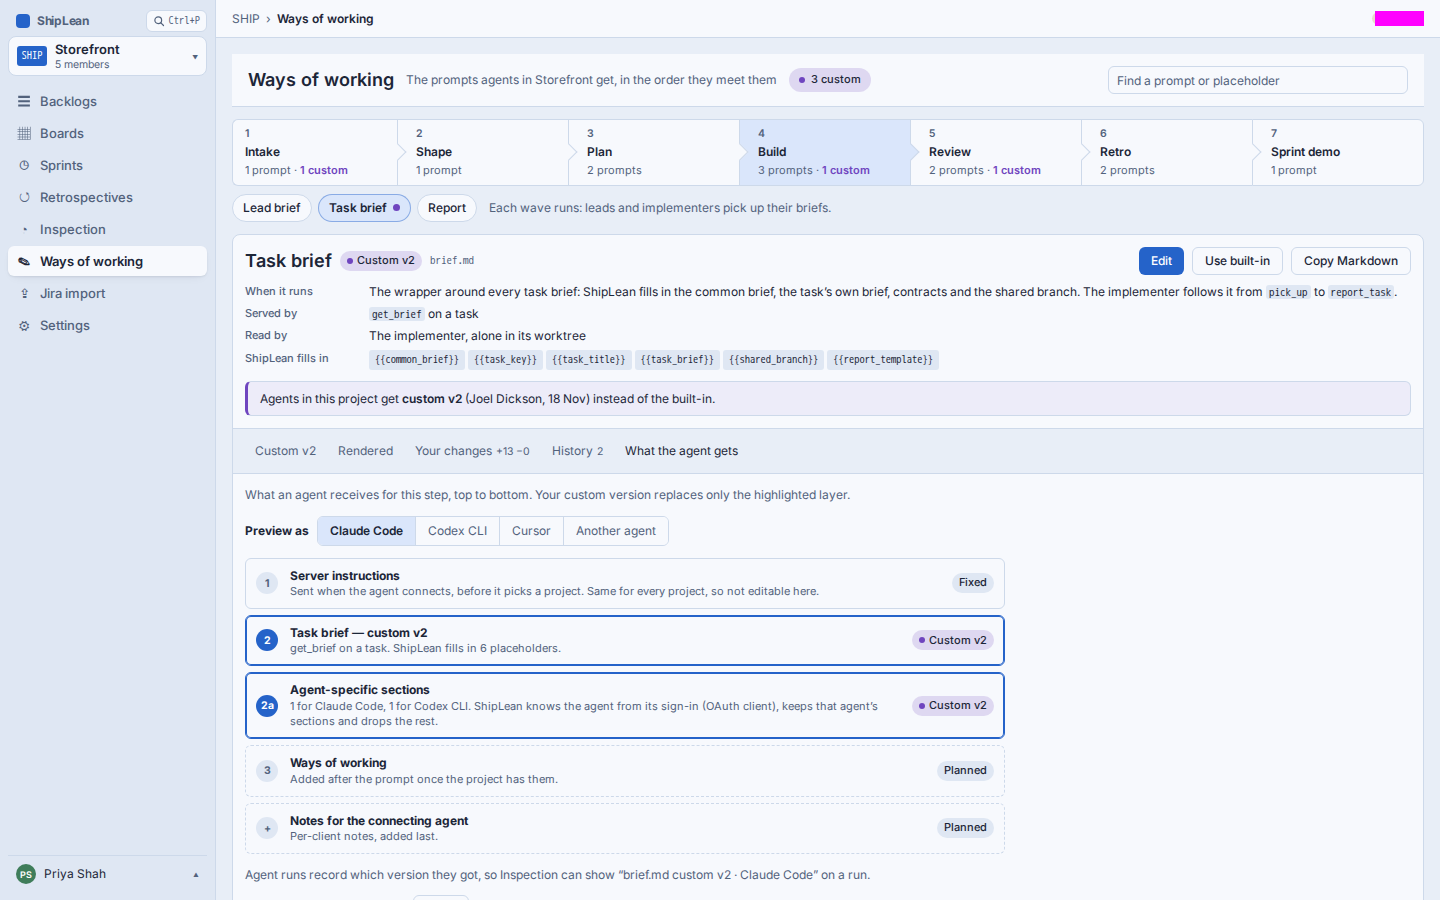 ShipLean
Ctrl+P
SHIP
Storefront
5 members
Backlogs
Boards
Sprints
Retrospectives
Inspection
Ways of working
Jira import
Settings
PS
Priya Shah
SHIP › Ways of working
Ways of working
The prompts agents in Storefront get, in the order they meet them
3 custom
Find a prompt or placeholder
1
Intake
1 prompt · 1 custom
2
Shape
1 prompt
3
Plan
2 prompts
4
Build
3 prompts · 1 custom
5
Review
2 prompts · 1 custom
6
Retro
2 prompts
7
Sprint demo
1 prompt
Lead brief
Task brief
Report
Each wave runs: leads and implementers pick up their briefs.
Task brief
Custom v2
brief.md
Edit
Use built-in
Copy Markdown
When it runs
The wrapper around every task brief: ShipLean fills in the common brief, the task’s own brief, contracts and the shared branch. The implementer follows it from pick_up to report_task.
Served by
get_brief on a task
Read by
The implementer, alone in its worktree
ShipLean fills in
{{common_brief}} {{task_key}} {{task_title}} {{task_brief}} {{shared_branch}} {{report_template}}
Agents in this project get custom v2 (Joel Dickson, 18 Nov) instead of the built-in.
Custom v2
Rendered
Your changes +13 −0
History 2
What the agent gets
What an agent receives for this step, top to bottom. Your custom version replaces only the highlighted layer.
Preview as
Claude Code
Codex CLI
Cursor
Another agent
1
Server instructions
Sent when the agent connects, before it picks a project. Same for every project, so not editable here.
Fixed
2
Task brief — custom v2
get_brief on a task. ShipLean fills in 6 placeholders.
Custom v2
2a
Agent-specific sections
1 for Claude Code, 1 for Codex CLI. ShipLean knows the agent from its sign-in (OAuth client), keeps that agent’s
sections and drops the rest.
Custom v2
3
Ways of working
Added after the prompt once the project has them.
Planned
+
Notes for the connecting agent
Per-client notes, added last.
Planned
Agent runs record which version they got, so Inspection can show “brief.md custom v2 · Claude Code” on a run.